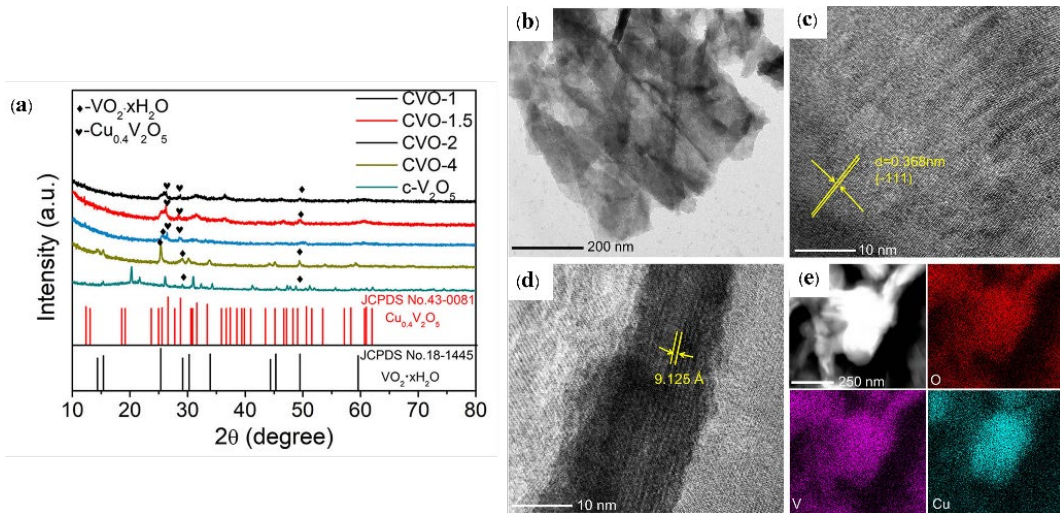 (a)
♦-VO₂·xH₂O
♥-Cu₀.₄V₂O₅
CVO-1
CVO-1.5
CVO-2
CVO-4
c-V₂O₅
Intensity (a.u.)
JCPDS No.43-0081
Cu₀.₄V₂O₅
JCPDS No.18-1445
VO₂·xH₂O
10 20 30 40 50 60 70 80
2θ (degree)
(b)
200 nm
(c)
d=0.368nm
(-111)
10 nm
(d)
9.125 Å
10 nm
(e)
250 nm
O
V
Cu